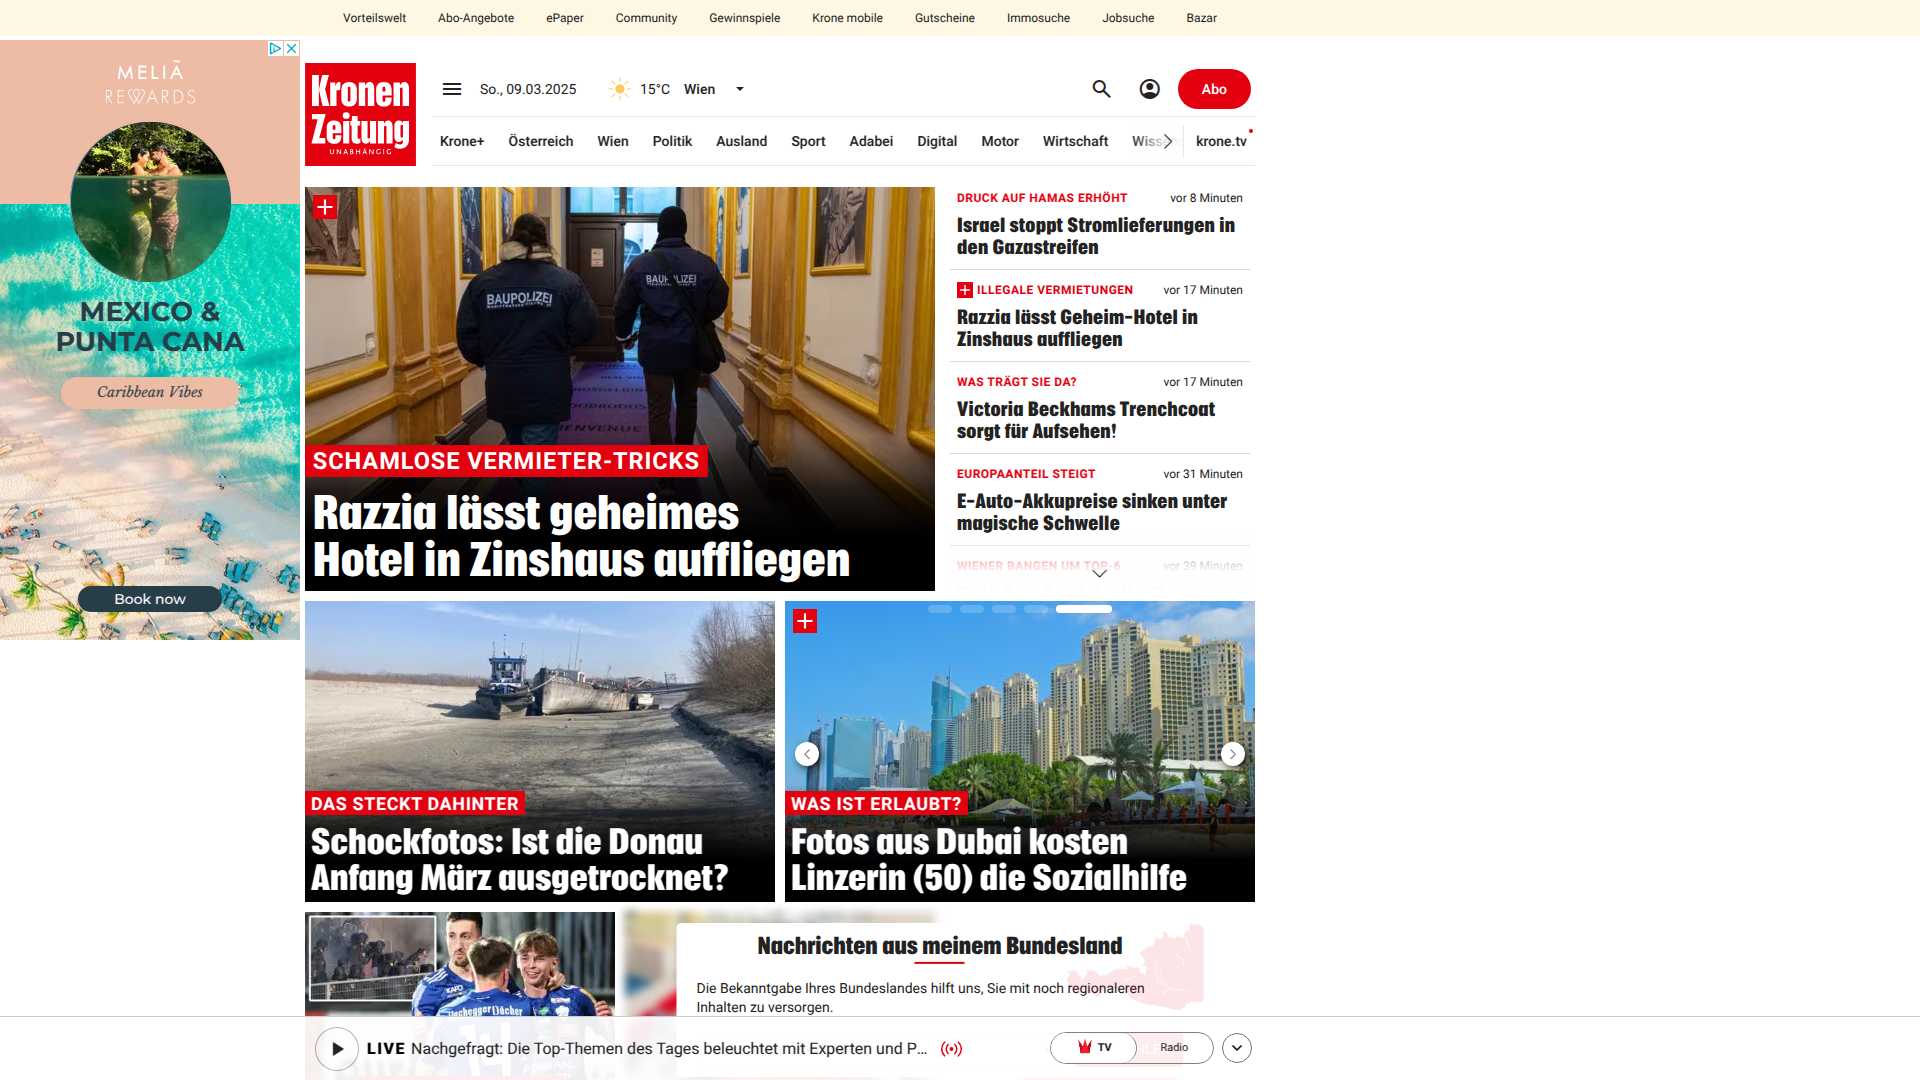 Vorteilswelt Abo-Angebote ePaper Community Gewinnspiele Krone mobile Gutscheine Immosuche Jobsuche Bazar
MELIÃ
REWARDS
MEXICO &
PUNTA CANA
Caribbean Vibes
Book now
Kronen
Zeitung
UNABHÄNGIG
So., 09.03.2025 15°C Wien
Abo
Krone+ Österreich Wien Politik Ausland Sport Adabei Digital Motor Wirtschaft krone.tv
BAUPOLIZEI
SCHAMLOSE VERMIETER-TRICKS
Razzia lässt geheimes
Hotel in Zinshaus auffliegen
DRUCK AUF HAMAS ERHÖHT vor 8 Minuten
Israel stoppt Stromlieferungen in
den Gazastreifen
ILLEGALE VERMIETUNGEN vor 17 Minuten
Razzia lässt Geheim-Hotel in
Zinshaus auffliegen
WAS TRÄGT SIE DA? vor 17 Minuten
Victoria Beckhams Trenchcoat
sorgt für Aufsehen!
EUROPAANTEIL STEIGT vor 31 Minuten
E-Auto-Akkupreise sinken unter
magische Schwelle
WIENER BANGEN UM TOP-6 vor 39 Minuten
DAS STECKT DAHINTER
Schockfotos: Ist die Donau
Anfang März ausgetrocknet?
WAS IST ERLAUBT?
Fotos aus Dubai kosten
Linzerin (50) die Sozialhilfe
Nachrichten aus meinem Bundesland
Die Bekanntgabe Ihres Bundeslandes hilft uns, Sie mit noch regionaleren
Inhalten zu versorgen.
LIVE Nachgefragt: Die Top-Themen des Tages beleuchtet mit Experten und P...
TV Radio